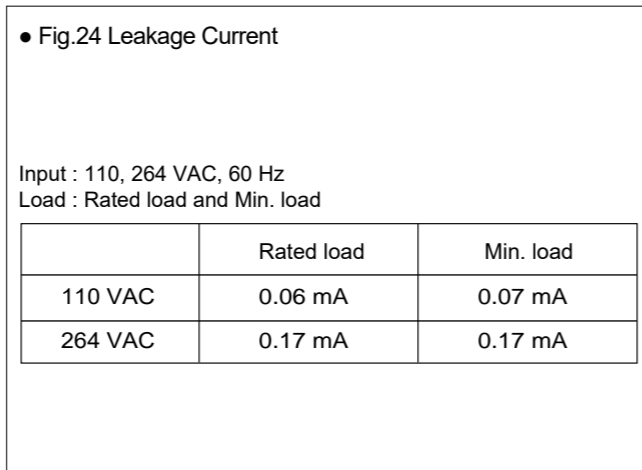 ● Fig.24 Leakage Current
Input : 110, 264 VAC, 60 Hz
Load : Rated load and Min. load
Rated load Min. load
110 VAC 0.06 mA 0.07 mA
264 VAC 0.17 mA 0.17 mA